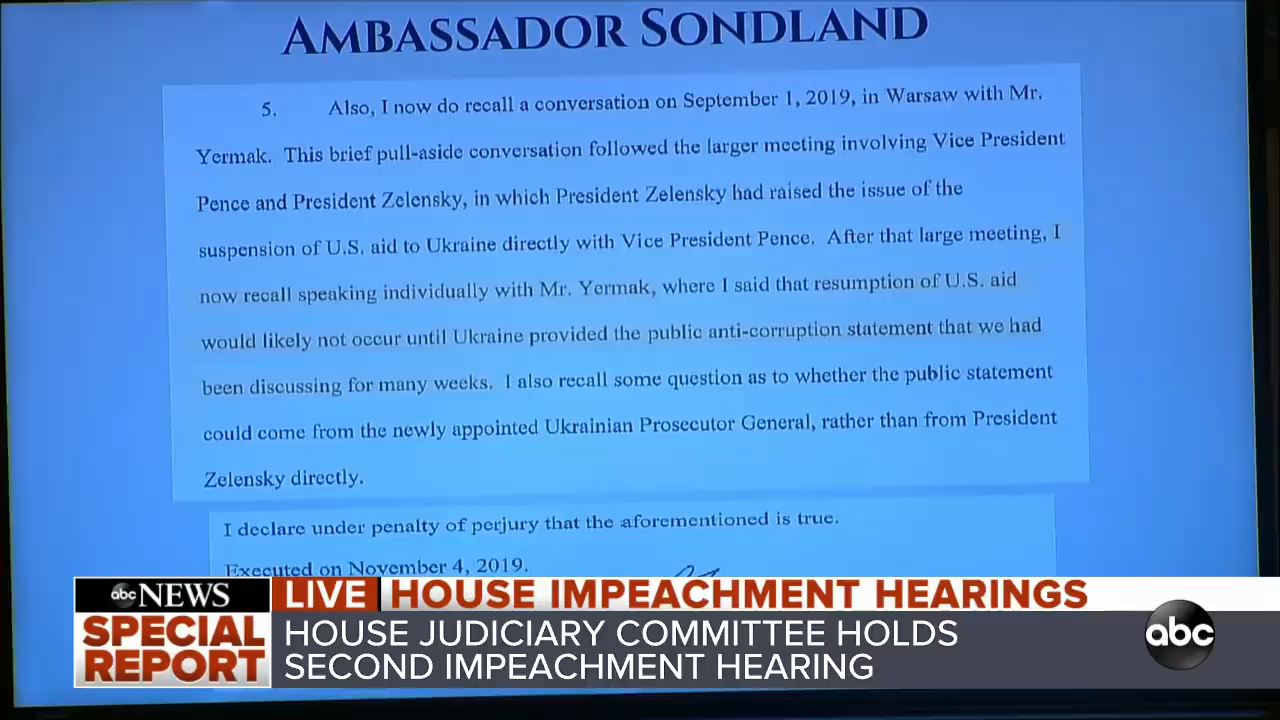 AMBASSADOR SONDLAND
5. Also, I now do recall a conversation on September 1, 2019, in Warsaw with Mr.
Yermak. This brief pull-aside conversation followed the larger meeting involving Vice President
Pence and President Zelensky, in which President Zelensky had raised the issue of the
suspension of U.S. aid to Ukraine directly with Vice President Pence. After that large meeting, I
now recall speaking individually with Mr. Yermak, where I said that resumption of U.S. aid
would likely not occur until Ukraine provided the public anti-corruption statement that we had
been discussing for many weeks. I also recall some question as to whether the public statement
could come from the newly appointed Ukrainian Prosecutor General, rather than from President
Zelensky directly.
I declare under penalty of perjury that the aforementioned is true.
Executed on November 4, 2019.
abc NEWS
SPECIAL
REPORT
LIVE HOUSE IMPEACHMENT HEARINGS
HOUSE JUDICIARY COMMITTEE HOLDS
SECOND IMPEACHMENT HEARING
abc